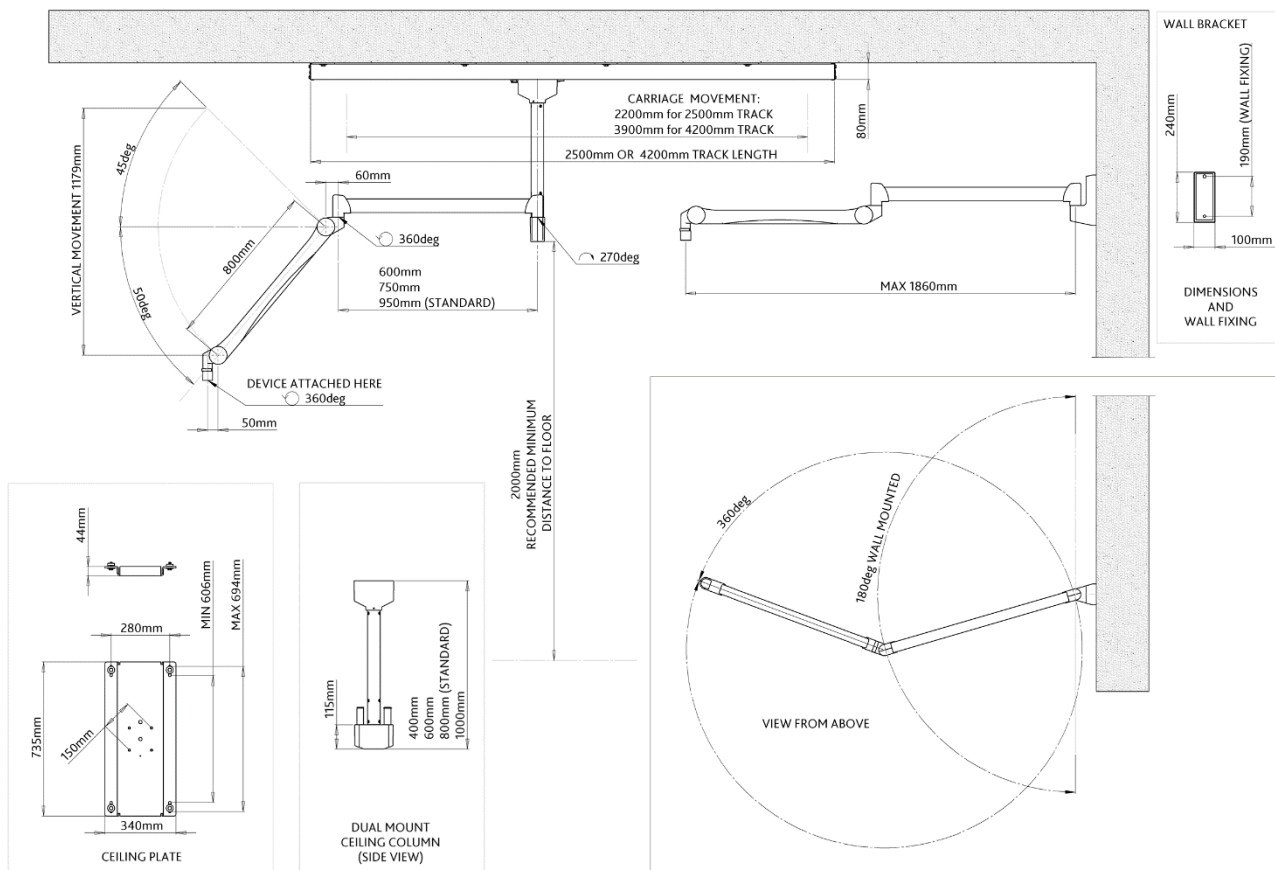 WALL BRACKET
190mm (WALL FIXING)
240mm
100mm
DIMENSIONS
AND
WALL FIXING
CARRIAGE MOVEMENT:
2200mm for 2500mm TRACK
3900mm for 4200mm TRACK
80mm
2500mm OR 4200mm TRACK LENGTH
45deg
VERTICAL MOVEMENT 1179mm
60mm
800mm
360deg
270deg
600mm
750mm
950mm (STANDARD)
50deg
MAX 1860mm
DEVICE ATTACHED HERE
360deg
50mm
2000mm
RECOMMENDED MINIMUM
DISTANCE TO FLOOR
360deg
180deg WALL MOUNTED
VIEW FROM ABOVE
44mm
280mm
MIN 606mm
MAX 694mm
735mm
150mm
340mm
CEILING PLATE
115mm
400mm
600mm
800mm (STANDARD)
1000mm
DUAL MOUNT
CEILING COLUMN
(SIDE VIEW)